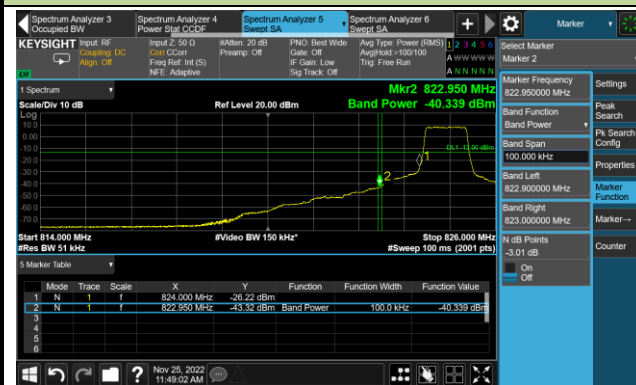 Spectrum Analyzer 3
Occupied BW
Spectrum Analyzer 4
Power Stat CCDF
Spectrum Analyzer 5
Swept SA
Spectrum Analyzer 6
Swept SA
Marker
KEYSIGHT
Input: RF
Coupling: DC
Align: Off
Input Z: 50 Ω
Corr CCorr
Freq Ref: Int (S)
NFE: Adaptive
#Atten: 20 dB
Preamp: Off
PNO: Best Wide
Gate: Off
IF Gain: Low
Sig Track: Off
Avg Type: Power (RMS)
Avg|Hold:>100/100
Trig: Free Run
1 2 3 4 5 6
A W W W W W
A N N N N N
Select Marker
Marker 2
1 Spectrum
Mkr2 822.950 MHz
Scale/Div 10 dB
Ref Level 20.00 dBm
Band Power -40.339 dBm
Log
10.0
0.00
-10.0
-20.0
-30.0
-40.0
-50.0
-60.0
-70.0
DL1 -13.00 dBm
1
2
Start 814.000 MHz
#Video BW 150 kHz*
Stop 826.000 MHz
#Res BW 51 kHz
#Sweep 100 ms (2001 pts)
5 Marker Table
Mode Trace Scale X Y Function Function Width Function Value
1 N 1 f 824.000 MHz -26.22 dBm
2 N 1 f 822.950 MHz -43.32 dBm Band Power 100.0 kHz -40.339 dBm
3
4
5
6
Marker Frequency
822.950000 MHz
Band Function
Band Power
Band Span
100.000 kHz
Band Left
822.900000 MHz
Band Right
823.000000 MHz
N dB Points
-3.01 dB
On
Off
Settings
Peak
Search
Pk Search
Config
Properties
Marker
Function
Marker→
Counter
?
Nov 25, 2022
11:49:02 AM